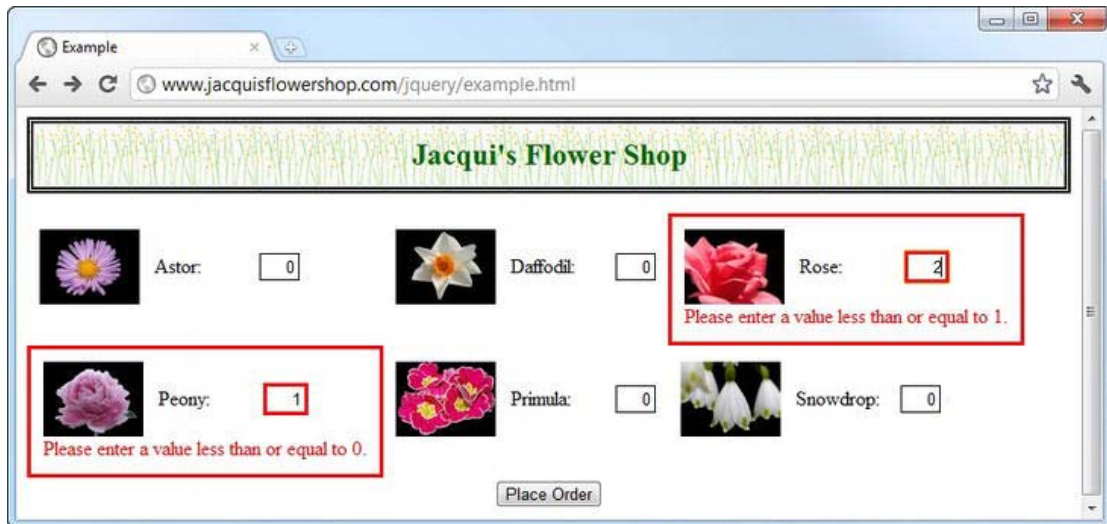 Example
www.jacquisflowershop.com/jquery/example.html
Jacqui's Flower Shop
Astor: 0
Daffodil: 0
Rose: 2
Please enter a value less than or equal to 1.
Peony: 1
Please enter a value less than or equal to 0.
Primula: 0
Snowdrop: 0
Place Order